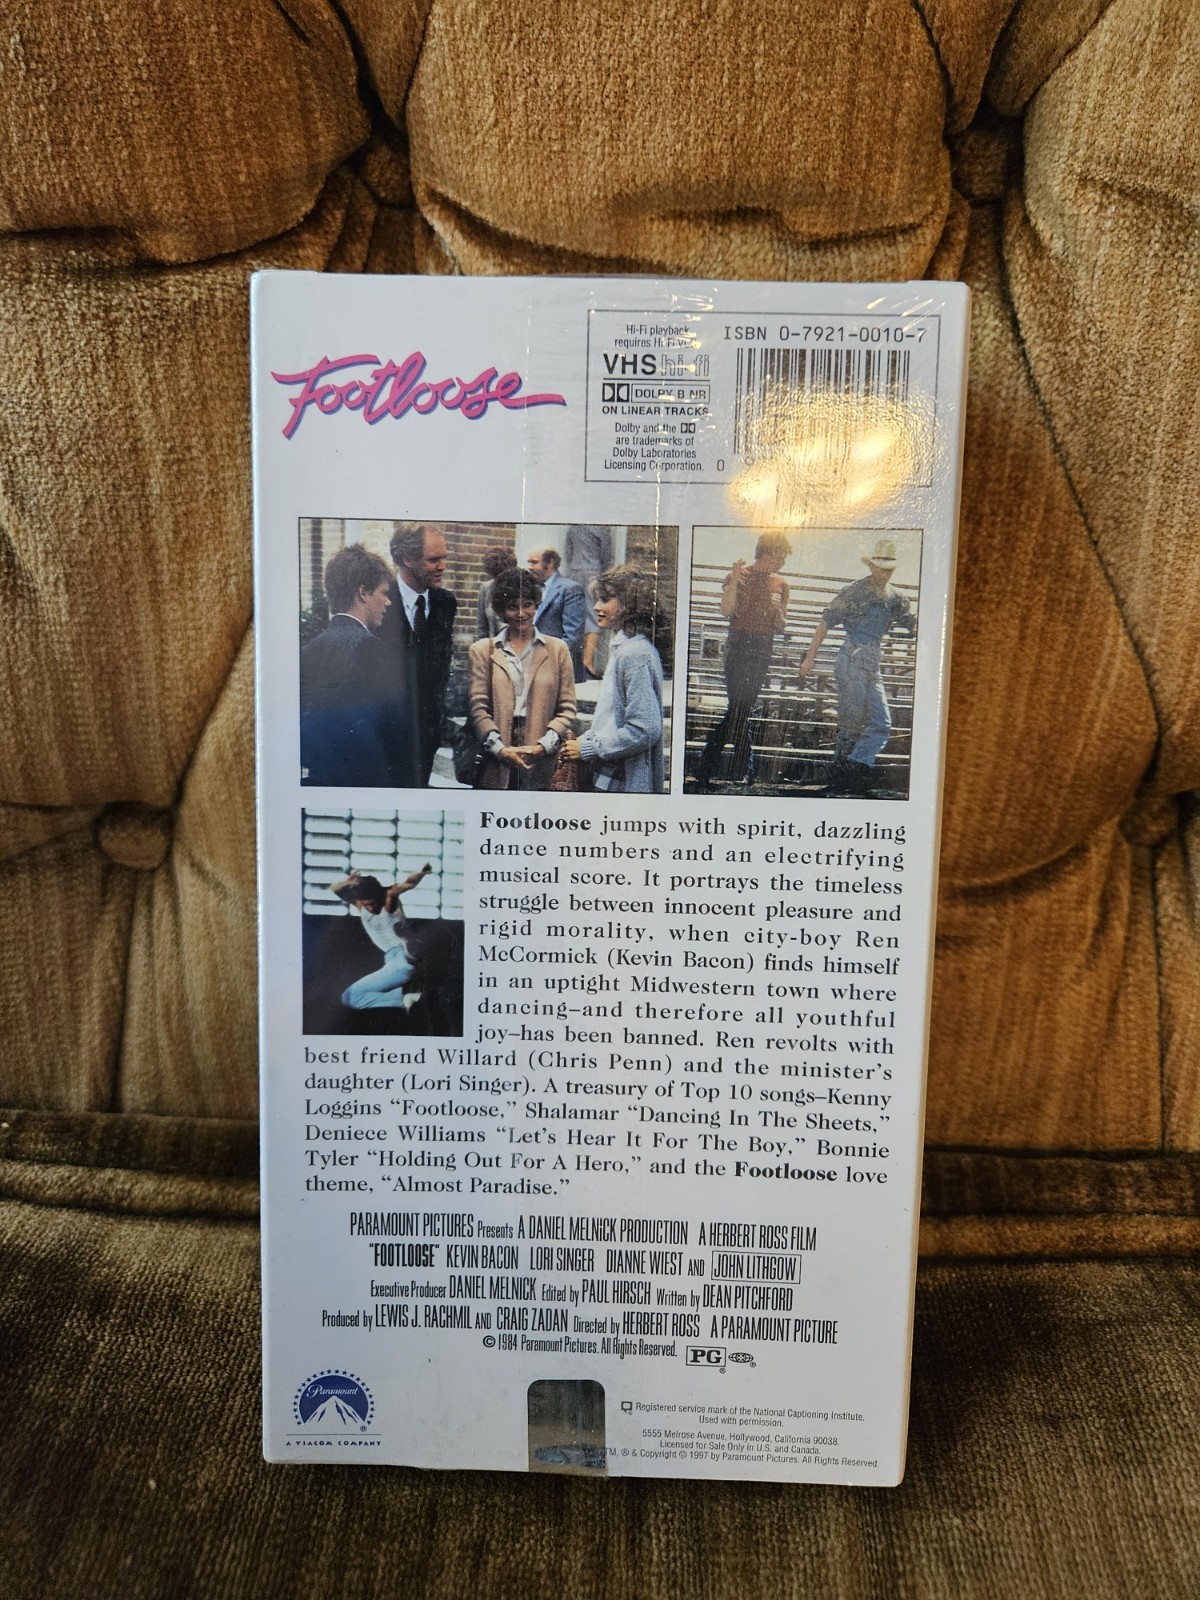 Footloose
Hi-Fi playback
requires Hi-Fi VCR
VHS hi-fi
DOLBY B NR
ON LINEAR TRACKS
Dolby and the
are trademarks of
Dolby Laboratories
Licensing Corporation.
ISBN 0-7921-0010-7
0
Footloose jumps with spirit, dazzling
dance numbers and an electrifying
musical score. It portrays the timeless
struggle between innocent pleasure and
rigid morality, when city-boy Ren
McCormick (Kevin Bacon) finds himself
in an uptight Midwestern town where
dancing–and therefore all youthful
joy–has been banned. Ren revolts with
best friend Willard (Chris Penn) and the minister's
daughter (Lori Singer). A treasury of Top 10 songs–Kenny
Loggins "Footloose," Shalamar "Dancing In The Sheets,"
Deniece Williams "Let's Hear It For The Boy," Bonnie
Tyler "Holding Out For A Hero," and the Footloose love
theme, "Almost Paradise."
PARAMOUNT PICTURES Presents A DANIEL MELNICK PRODUCTION A HERBERT ROSS FILM
"FOOTLOOSE" KEVIN BACON LORI SINGER DIANNE WIEST AND JOHN LITHGOW
Executive Producer DANIEL MELNICK Edited by PAUL HIRSCH Written by DEAN PITCHFORD
Produced by LEWIS J. RACHMIL AND CRAIG ZADAN Directed by HERBERT ROSS A PARAMOUNT PICTURE
© 1984 Paramount Pictures. All Rights Reserved. PG ®
Paramount ®
A VIACOM COMPANY
Registered service mark of the National Captioning Institute.
Used with permission.
5555 Melrose Avenue, Hollywood, California 90038.
Licensed for Sale Only in U.S. and Canada.
TM, ® & Copyright © 1997 by Paramount Pictures. All Rights Reserved.